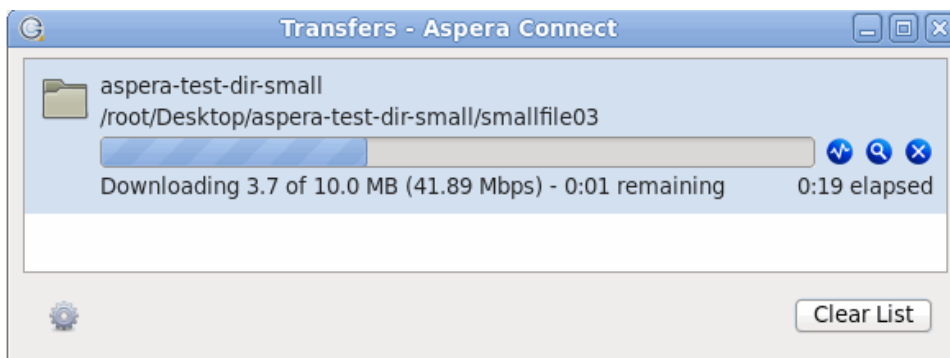 Transfers - Aspera Connect
aspera-test-dir-small
/root/Desktop/aspera-test-dir-small/smallfile03
Downloading 3.7 of 10.0 MB (41.89 Mbps) - 0:01 remaining 0:19 elapsed
Clear List